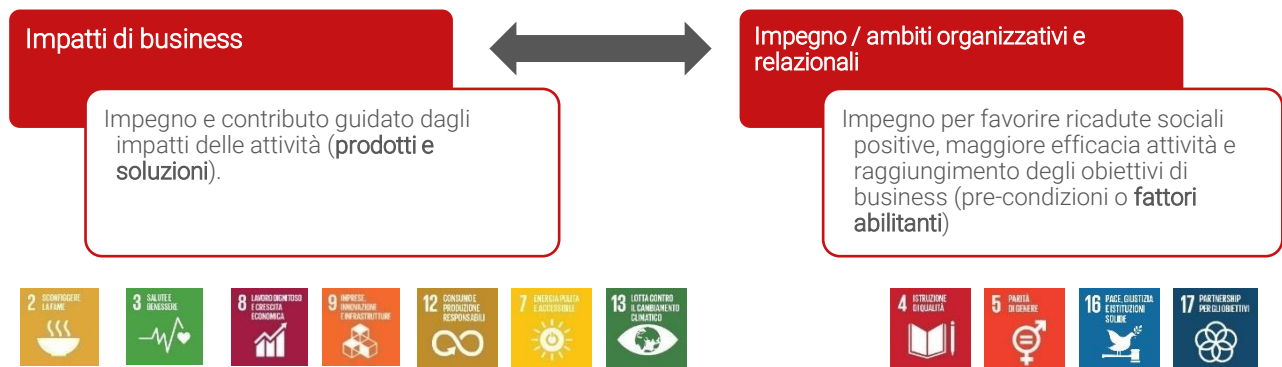 Impatti di business
Impegno e contributo guidato dagli
impatti delle attività (prodotti e
soluzioni).
Impegno / ambiti organizzativi e
relazionali
Impegno per favorire ricadute sociali
positive, maggiore efficacia attività e
raggiungimento degli obiettivi di
business (pre-condizioni o fattori
abilitanti)
2 SCONFIGGERE
LA FAME
3 SALUTE E
BENESSERE
8 LAVORO DIGNITOSO
E CRESCITA
ECONOMICA
9 IMPRESE,
INNOVAZIONE
E INFRASTRUTTURE
12 CONSUMO E
PRODUZIONE
RESPONSABILI
7 ENERGIA PULITA
E ACCESSIBILE
13 LOTTA CONTRO
IL CAMBIAMENTO
CLIMATICO
4 ISTRUZIONE
DI QUALITÀ
5 PARITÀ
DI GENERE
16 PACE, GIUSTIZIA
E ISTITUZIONI
SOLIDE
17 PARTNERSHIP
PER GLI OBIETTIVI